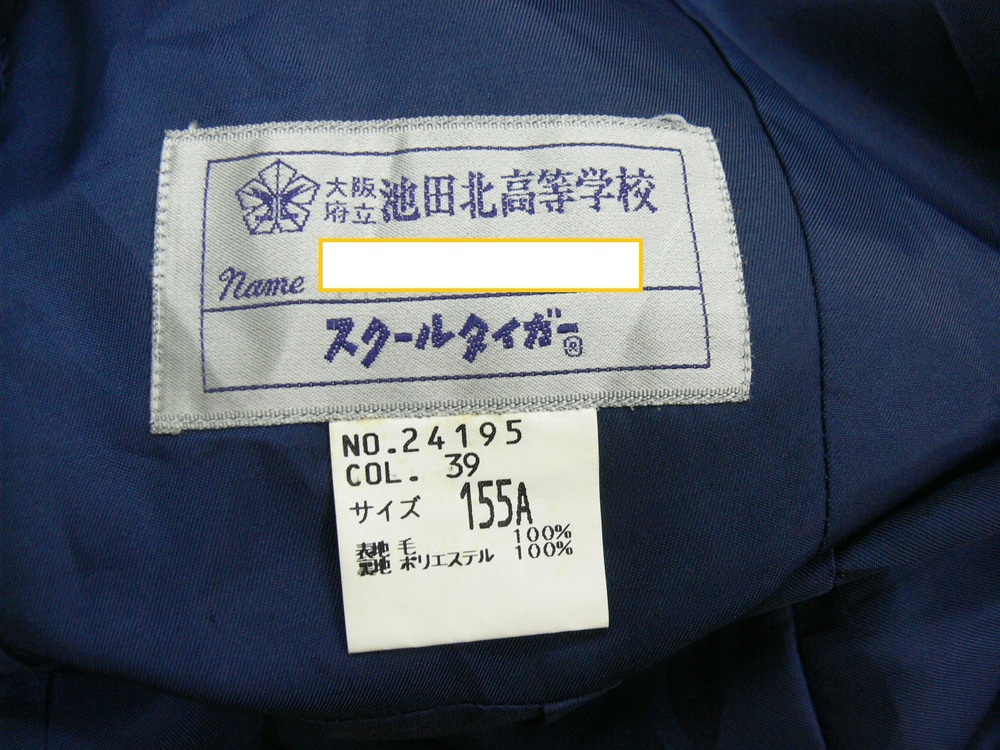 大阪府立 池田北高等学校
Name
スクールタイガー®
NO.24195
COL. 39
サイズ 155A
表地 毛 100%
裏地 ポリエステル 100%